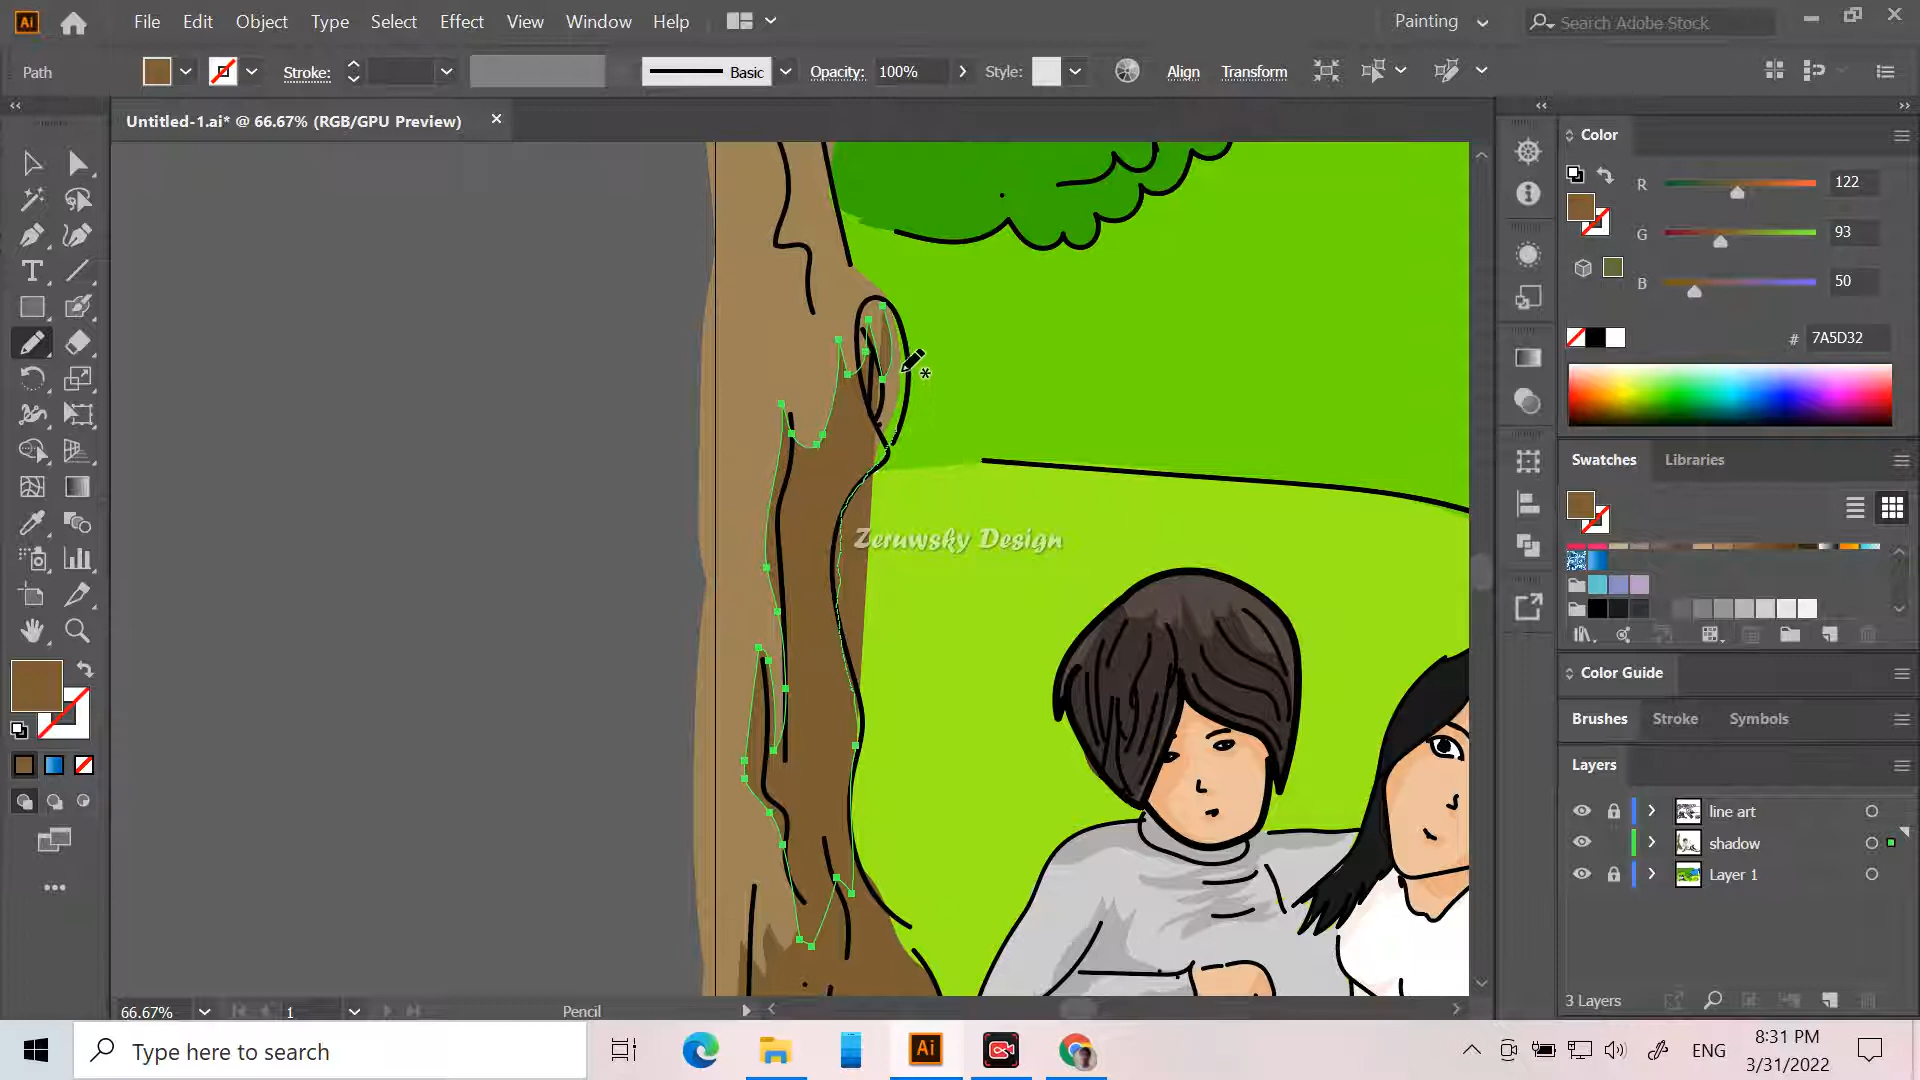 Ai File Edit Object Type Select Effect View Window Help Painting Search Adobe Stock
Path Stroke: Basic Opacity: 100% Style: Align Transform
Untitled-1.ai* @ 66.67% (RGB/GPU Preview)
Color
R 122
G 93
B 50
# 7A5D32
Swatches Libraries
Zeruwsky Design
Color Guide
Brushes Stroke Symbols
Layers
line art
shadow
Layer 1
3 Layers
66.67% 1 Pencil
Type here to search Ai ENG 8:31 PM
3/31/2022